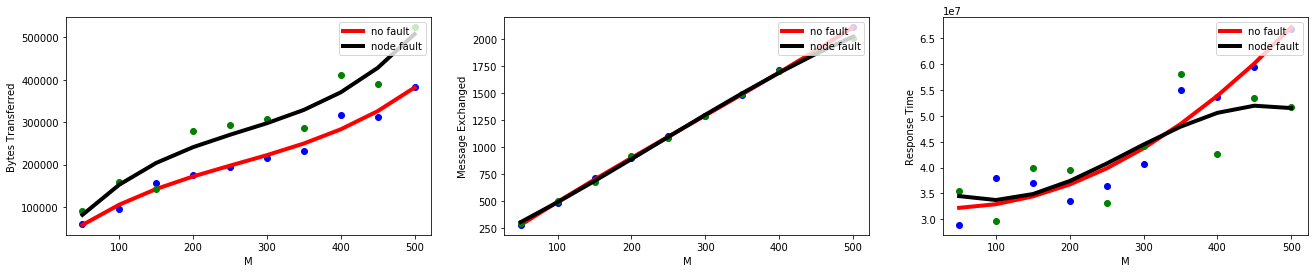 500000
400000
300000
200000
100000
Bytes Transferred
100
200
300
400
500
M
no fault
node fault
2000
1750
1500
1250
1000
750
500
250
Message Exchanged
100
200
300
400
500
M
no fault
node fault
1e7
6.5
6.0
5.5
5.0
4.5
4.0
3.5
3.0
Response Time
100
200
300
400
500
M
no fault
node fault